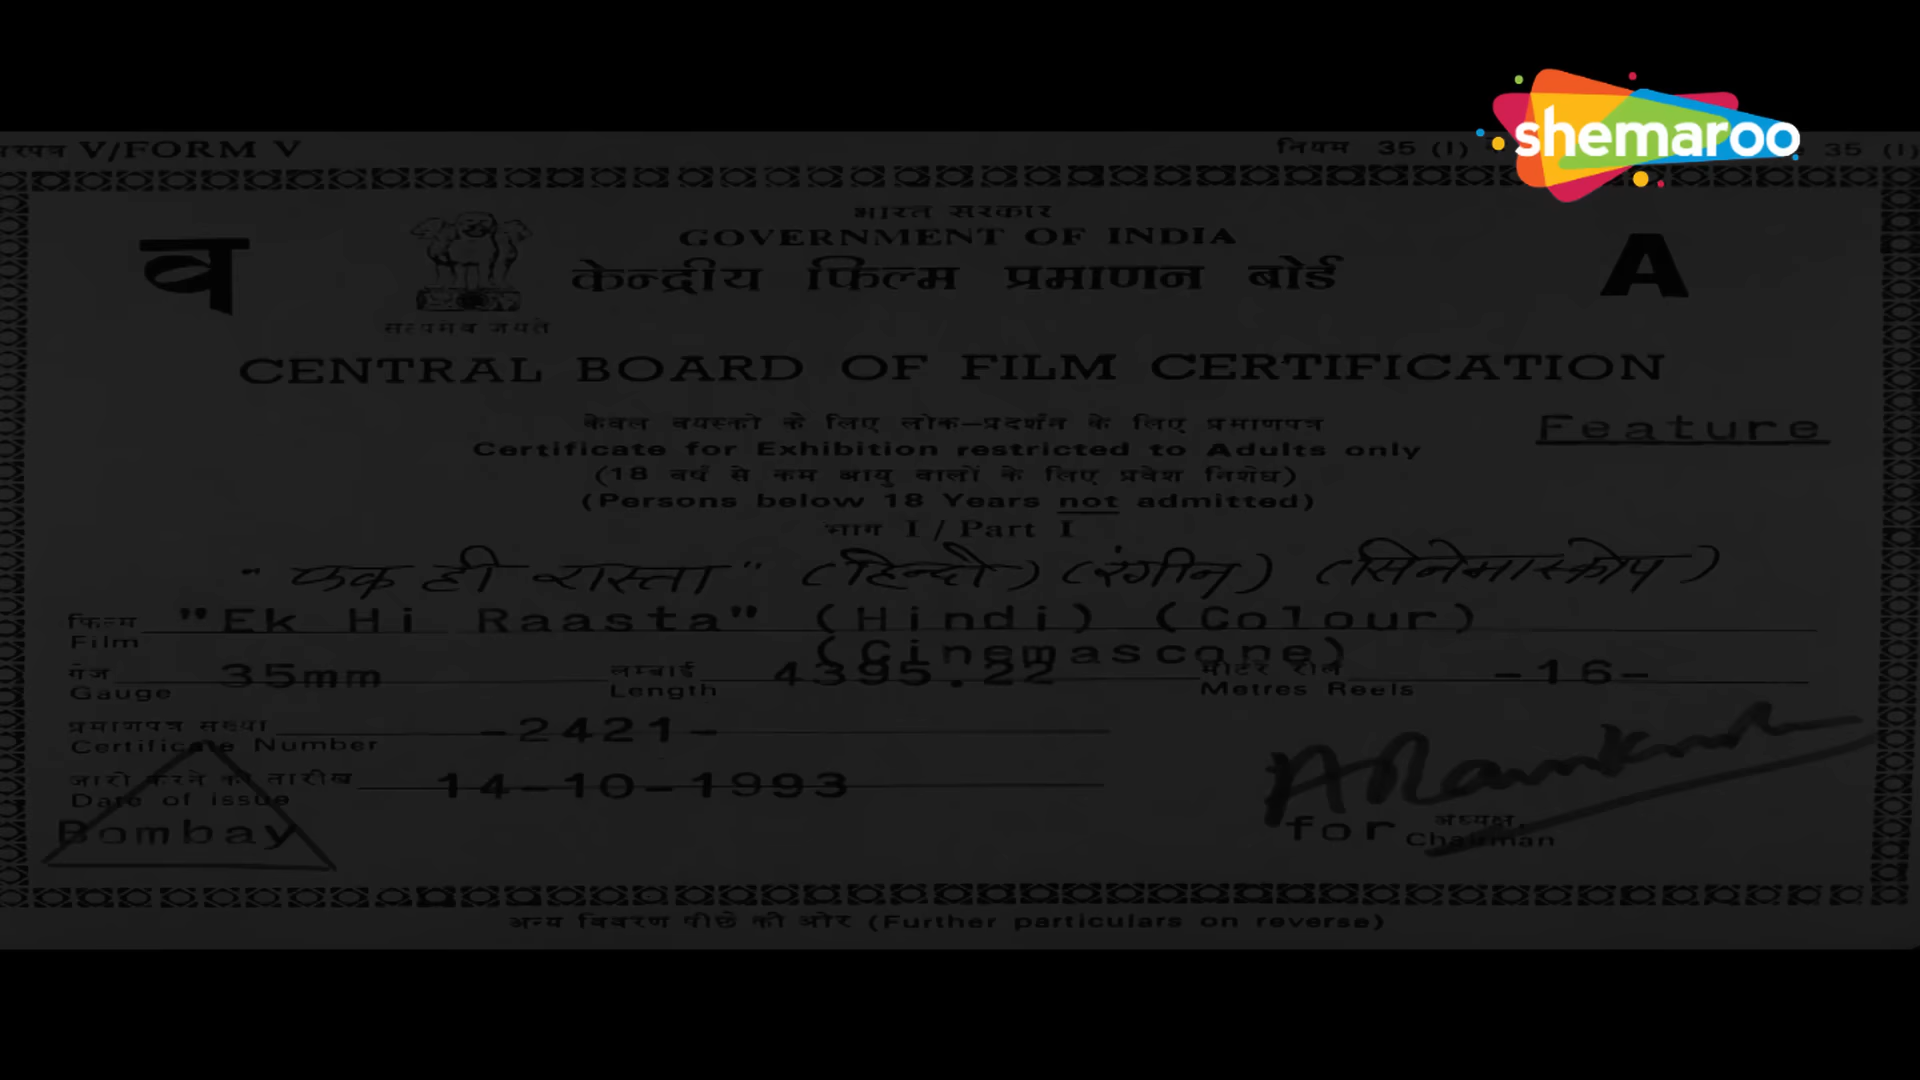 shemaroo
V/FORM V
नियम 35 (I)
35 (I)
भारत सरकार
GOVERNMENT OF INDIA
व
केन्द्रीय फिल्म प्रमाणन बोर्ड
A
सत्यमेव जयते
CENTRAL BOARD OF FILM CERTIFICATION
केवल वयस्को के लिए लोक-प्रदर्शन के लिए प्रमाणपत्र
Feature
Certificate for Exhibition restricted to Adults only
(18 वर्ष से कम आयु वालों के लिए प्रवेश निशेध)
(Persons below 18 Years not admitted)
भाग I / Part I
"एक ही रास्ता" (हिन्दी) (रंगीन) (सिनेमास्कोप)
फिल्म "Ek Hi Raasta" (Hindi) (Colour)
Film
(Cinemascope)
गेज 35mm लम्बाई 4395.22 मीटर रील -16-
Gauge Length Metres Reels
प्रमाणपत्र संख्या -2421-
Certificate Number
जारी करने की तारीख 14-10-1993
Date of issue
Bombay
for अध्यक्ष,
Chairman
अन्य विवरण पीछे की ओर (Further particulars on reverse)